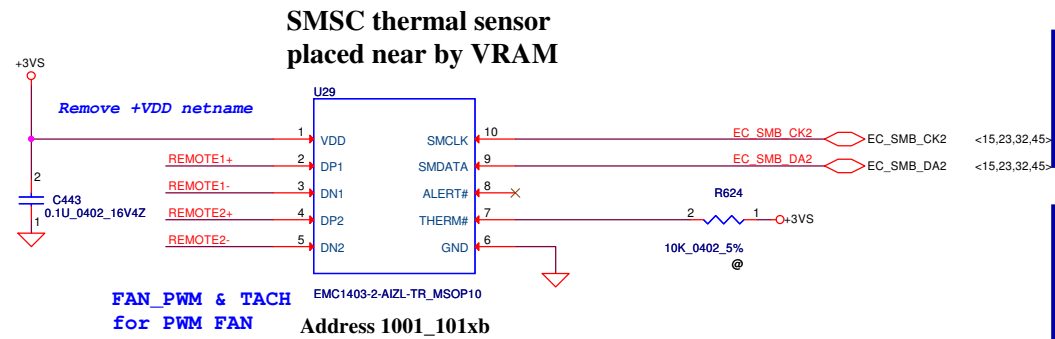 SMSC thermal sensor
placed near by VRAM
+3VS
Remove +VDD netname
U29
1 VDD SMCLK 10 EC_SMB_CK2 EC_SMB_CK2 <15,23,32,45>
REMOTE1+ 2 DP1 SMDATA 9 EC_SMB_DA2 EC_SMB_DA2 <15,23,32,45>
REMOTE1- 3 DN1 ALERT# 8
2 C443 R624
REMOTE2+ 4 DP2 THERM# 7 2 1 +3VS
0.1U_0402_16V4Z
1
REMOTE2- 5 DN2 GND 6 10K_0402_5%
@
EMC1403-2-AIZL-TR_MSOP10
FAN_PWM & TACH
for PWM FAN
Address 1001_101xb